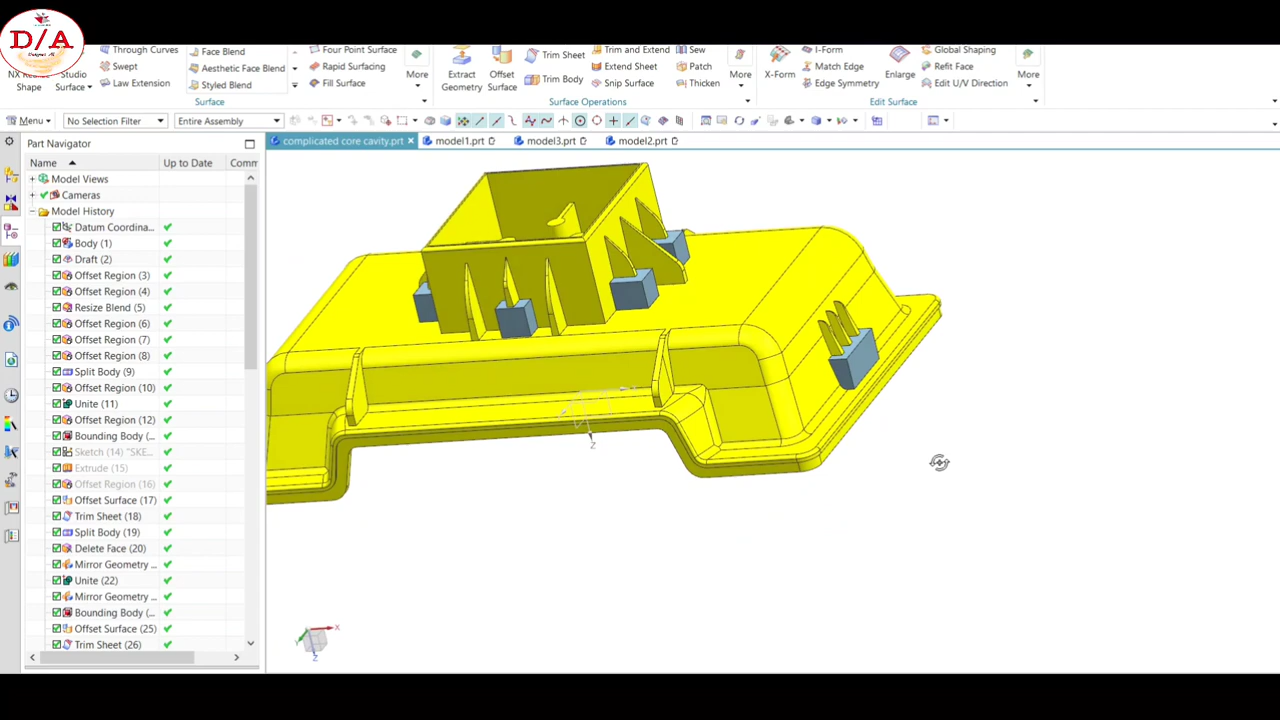 D/A
Through Curves
Swept
Law Extension
Shape
Studio
Surface
Face Blend
Aesthetic Face Blend
Styled Blend
Four Point Surface
Rapid Surfacing
Fill Surface
More
Surface
Extract
Geometry
Offset
Surface
Trim Sheet
Trim Body
Trim and Extend
Extend Sheet
Snip Surface
Sew
Patch
Thicken
More
Surface Operations
X-Form
I-Form
Match Edge
Edge Symmetry
Enlarge
Global Shaping
Refit Face
Edit U/V Direction
More
Edit Surface
Menu
No Selection Filter
Entire Assembly
Part Navigator
complicated core cavity.prt
model1.prt
model3.prt
model2.prt
Name
Up to Date
Comm
Model Views
Cameras
Model History
Datum Coordina...
Body (1)
Draft (2)
Offset Region (3)
Offset Region (4)
Resize Blend (5)
Offset Region (6)
Offset Region (7)
Offset Region (8)
Split Body (9)
Offset Region (10)
Unite (11)
Offset Region (12)
Bounding Body (...
Sketch (14) "SKE...
Extrude (15)
Offset Region (16)
Offset Surface (17)
Trim Sheet (18)
Split Body (19)
Delete Face (20)
Mirror Geometry ...
Unite (22)
Mirror Geometry ...
Bounding Body (...
Offset Surface (25)
Trim Sheet (26)
Z
X
Y
Z